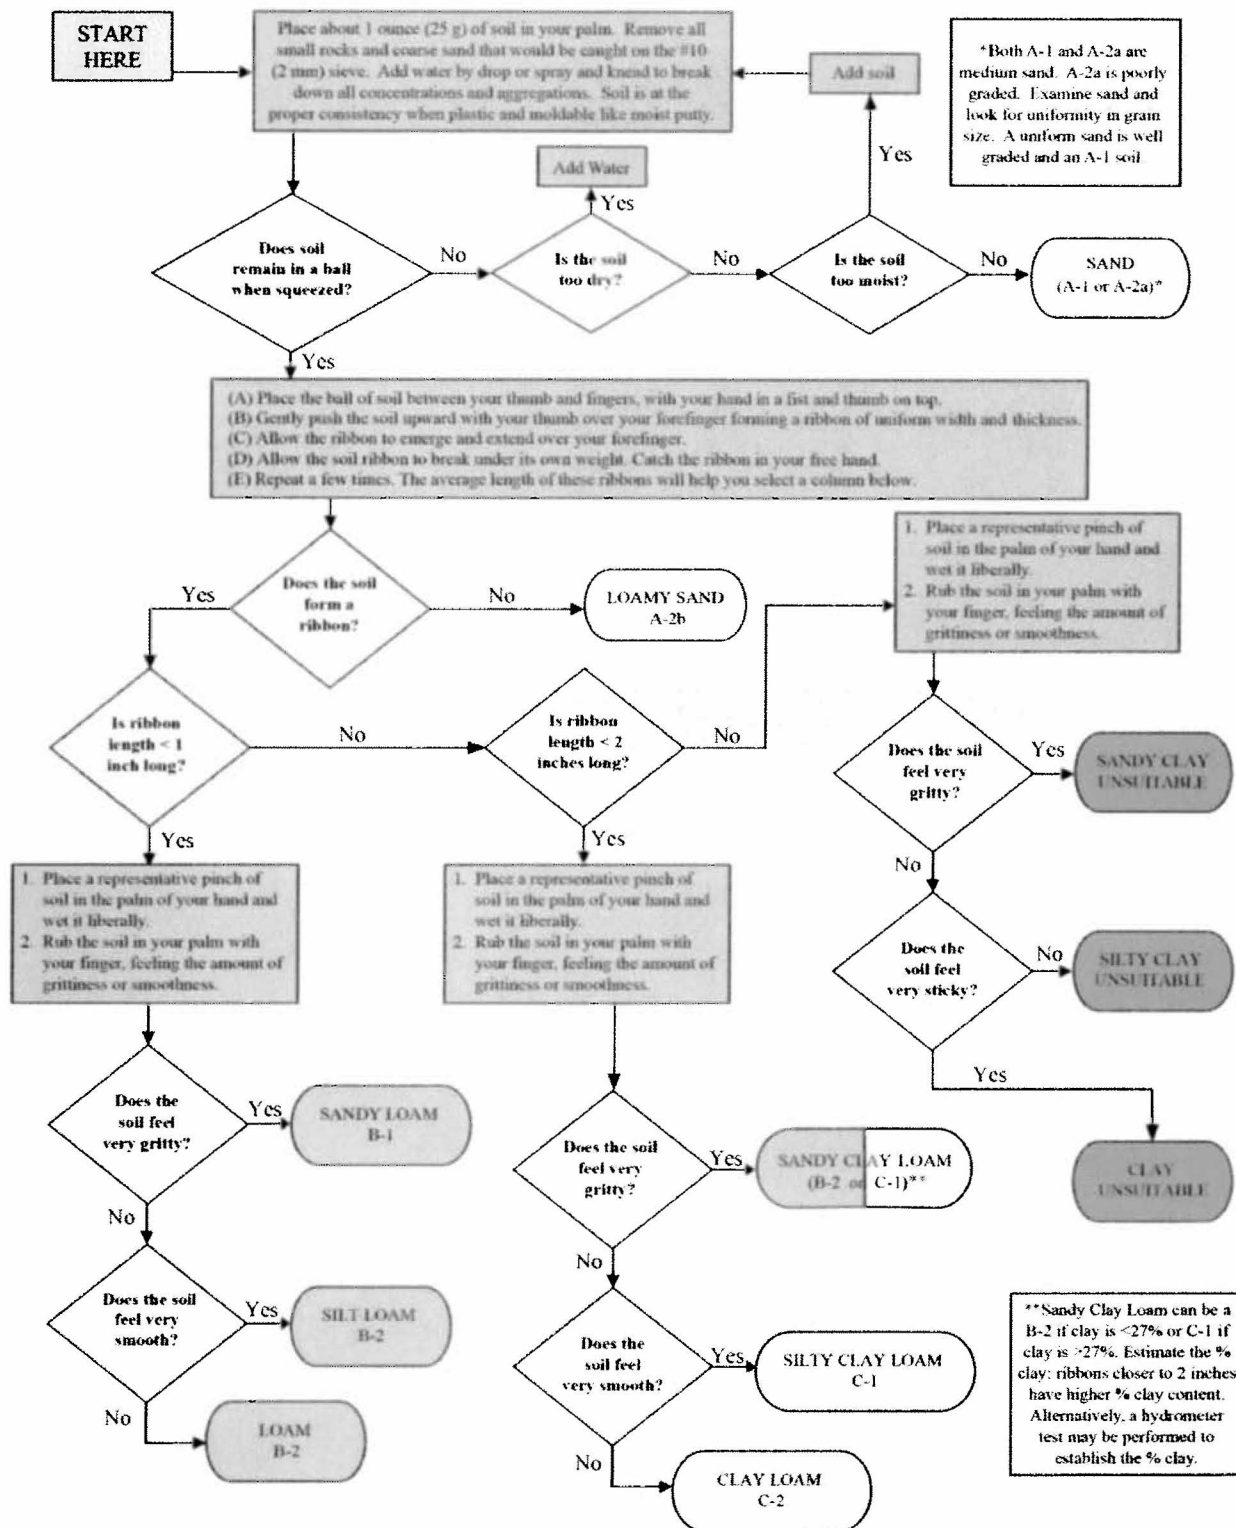 START
HERE
Place about 1 ounce (25 g) of soil in your palm. Remove all
small rocks and coarse sand that would be caught on the #10
(2 mm) sieve. Add water by drop or spray and knend to break
down all concentrations and aggregations. Soil is at the
proper consistency when plastic and moldable like moist putty.
Add soil
*Both A-1 and A-2a are
medium sand. A-2a is poorly
graded. Examine sand and
look for uniformity in grain
size. A uniform sand is well
graded and an A-1 soil
Add Water
Yes
Yes
Does soil
remain in a ball
when squeezed?
No
Is the soil
too dry?
No
Is the soil
too moist?
No
SAND
(A-1 or A-2a)*
Yes
(A) Place the ball of soil between your thumb and fingers, with your hand in a fist and thumb on top.
(B) Gently push the soil upward with your thumb over your forefinger forming a ribbon of uniform width and thickness.
(C) Allow the ribbon to emerge and extend over your forefinger.
(D) Allow the soil ribbon to break under its own weight. Catch the ribbon in your free hand.
(E) Repeat a few times. The average length of these ribbons will help you select a column below.
1. Place a representative pinch of
soil in the palm of your hand and
wet it liberally.
2. Rub the soil in your palm with
your finger, feeling the amount of
grittiness or smoothness.
Yes
Does the soil
form a
ribbon?
No
LOAMY SAND
A-2b
Is ribbon
length < 1
inch long?
No
Is ribbon
length < 2
inches long?
No
Does the soil
feel very
gritty?
Yes
SANDY CLAY
UNSUITABLE
Yes
Yes
No
1. Place a representative pinch of
soil in the palm of your hand and
wet it liberally.
2. Rub the soil in your palm with
your finger, feeling the amount of
grittiness or smoothness.
1. Place a representative pinch of
soil in the palm of your hand and
wet it liberally.
2. Rub the soil in your palm with
your finger, feeling the amount of
grittiness or smoothness.
Does the
soil feel
very sticky?
No
SILTY CLAY
UNSUITABLE
Yes
Does the
soil feel
very gritty?
Yes
SANDY LOAM
B-1
Does the soil
feel very
gritty?
Yes
SANDY CLAY LOAM
(B-2 or C-1)**
CLAY
UNSUITABLE
No
No
Does the soil
feel very
smooth?
Yes
SILT LOAM
B-2
Does the
soil feel
very smooth?
Yes
SILTY CLAY LOAM
C-1
**Sandy Clay Loam can be a
B-2 if clay is <27% or C-1 if
clay is >27%. Estimate the %
clay: ribbons closer to 2 inches
have higher % clay content.
Alternatively, a hydrometer
test may be performed to
establish the % clay.
No
LOAM
B-2
No
CLAY LOAM
C-2